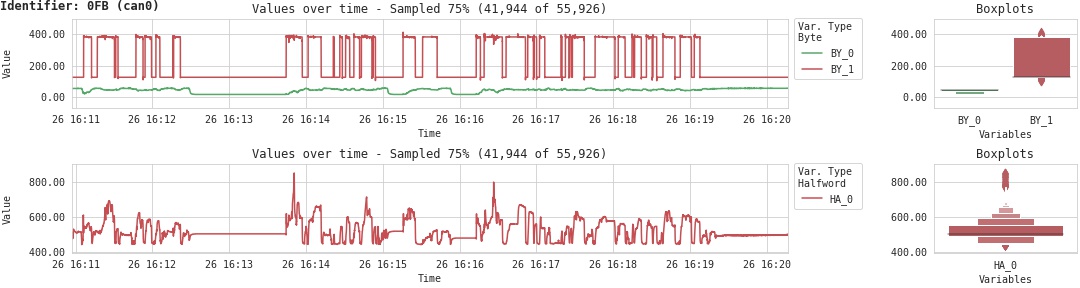 Identifier: 0FB (can0)
Values over time - Sampled 75% (41,944 of 55,926)
Boxplots
Value
400.00
200.00
0.00
26 16:11 26 16:12 26 16:13 26 16:14 26 16:15 26 16:16 26 16:17 26 16:18 26 16:19 26 16:20
Time
Var. Type
Byte
BY_0
BY_1
400.00
200.00
0.00
BY_0 BY_1
Variables
Values over time - Sampled 75% (41,944 of 55,926)
Boxplots
Value
800.00
600.00
400.00
26 16:11 26 16:12 26 16:13 26 16:14 26 16:15 26 16:16 26 16:17 26 16:18 26 16:19 26 16:20
Time
Var. Type
Halfword
HA_0
800.00
600.00
400.00
HA_0
Variables